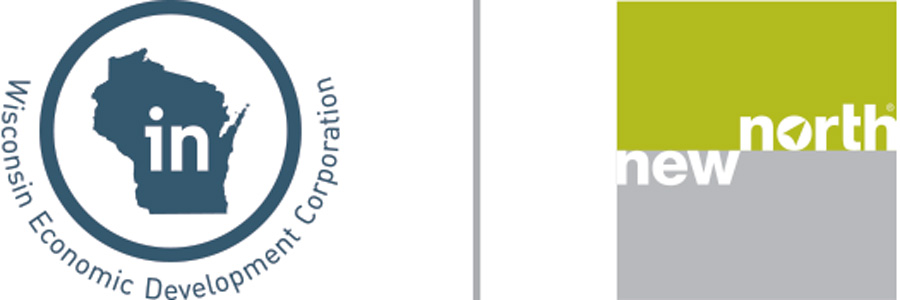 in
Wisconsin Economic Development Corporation
north®
new